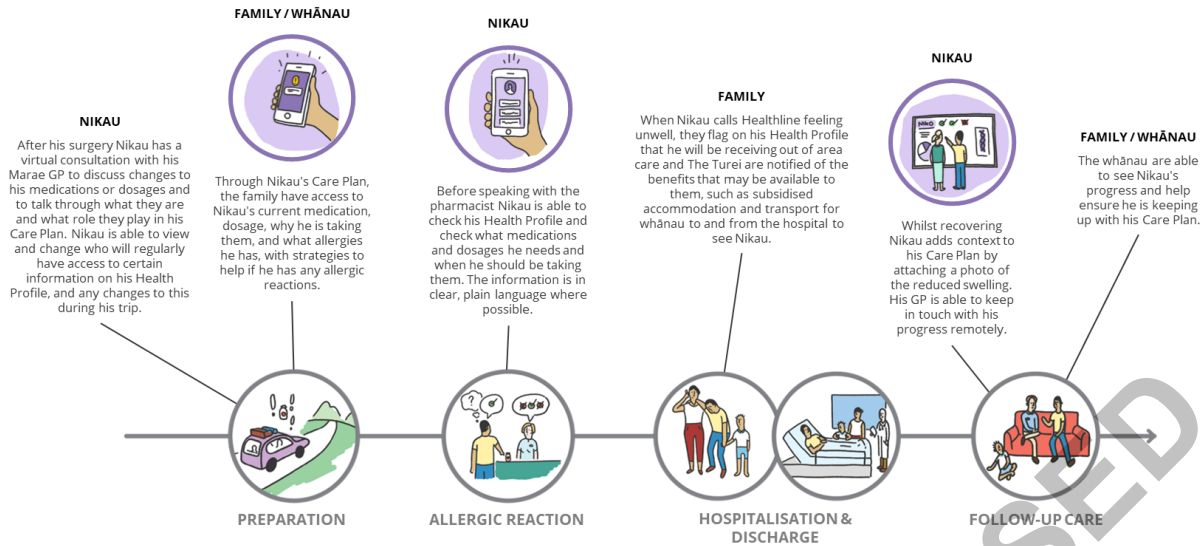 NIKAU
After his surgery Nikau has a
virtual consultation with his
Marae GP to discuss changes to
his medications or dosages and
to talk through what they are
and what role they play in his
Care Plan. Nikau is able to view
and change who will regularly
have access to certain
information on his Health
Profile, and any changes to this
during his trip.
FAMILY / WHĀNAU
Through Nikau's Care Plan,
the family have access to
Nikau's current medication,
dosage, why he is taking
them, and what allergies
he has, with strategies to
help if he has any allergic
reactions.
NIKAU
Before speaking with the
pharmacist Nikau is able to
check his Health Profile and
check what medications
and dosages he needs and
when he should be taking
them. The information is in
clear, plain language where
possible.
FAMILY
When Nikau calls Healthline feeling
unwell, they flag on his Health Profile
that he will be receiving out of area
care and The Turei are notified of the
benefits that may be available to
them, such as subsidised
accommodation and transport for
whānau to and from the hospital to
see Nikau.
NIKAU
Whilst recovering
Nikau adds context to
his Care Plan by
attaching a photo of
the reduced swelling.
His GP is able to keep
in touch with his
progress remotely.
FAMILY / WHĀNAU
The whānau are able
to see Nikau's
progress and help
ensure he is keeping
up with his Care Plan.
PREPARATION
ALLERGIC REACTION
HOSPITALISATION &
DISCHARGE
FOLLOW-UP CARE
SED